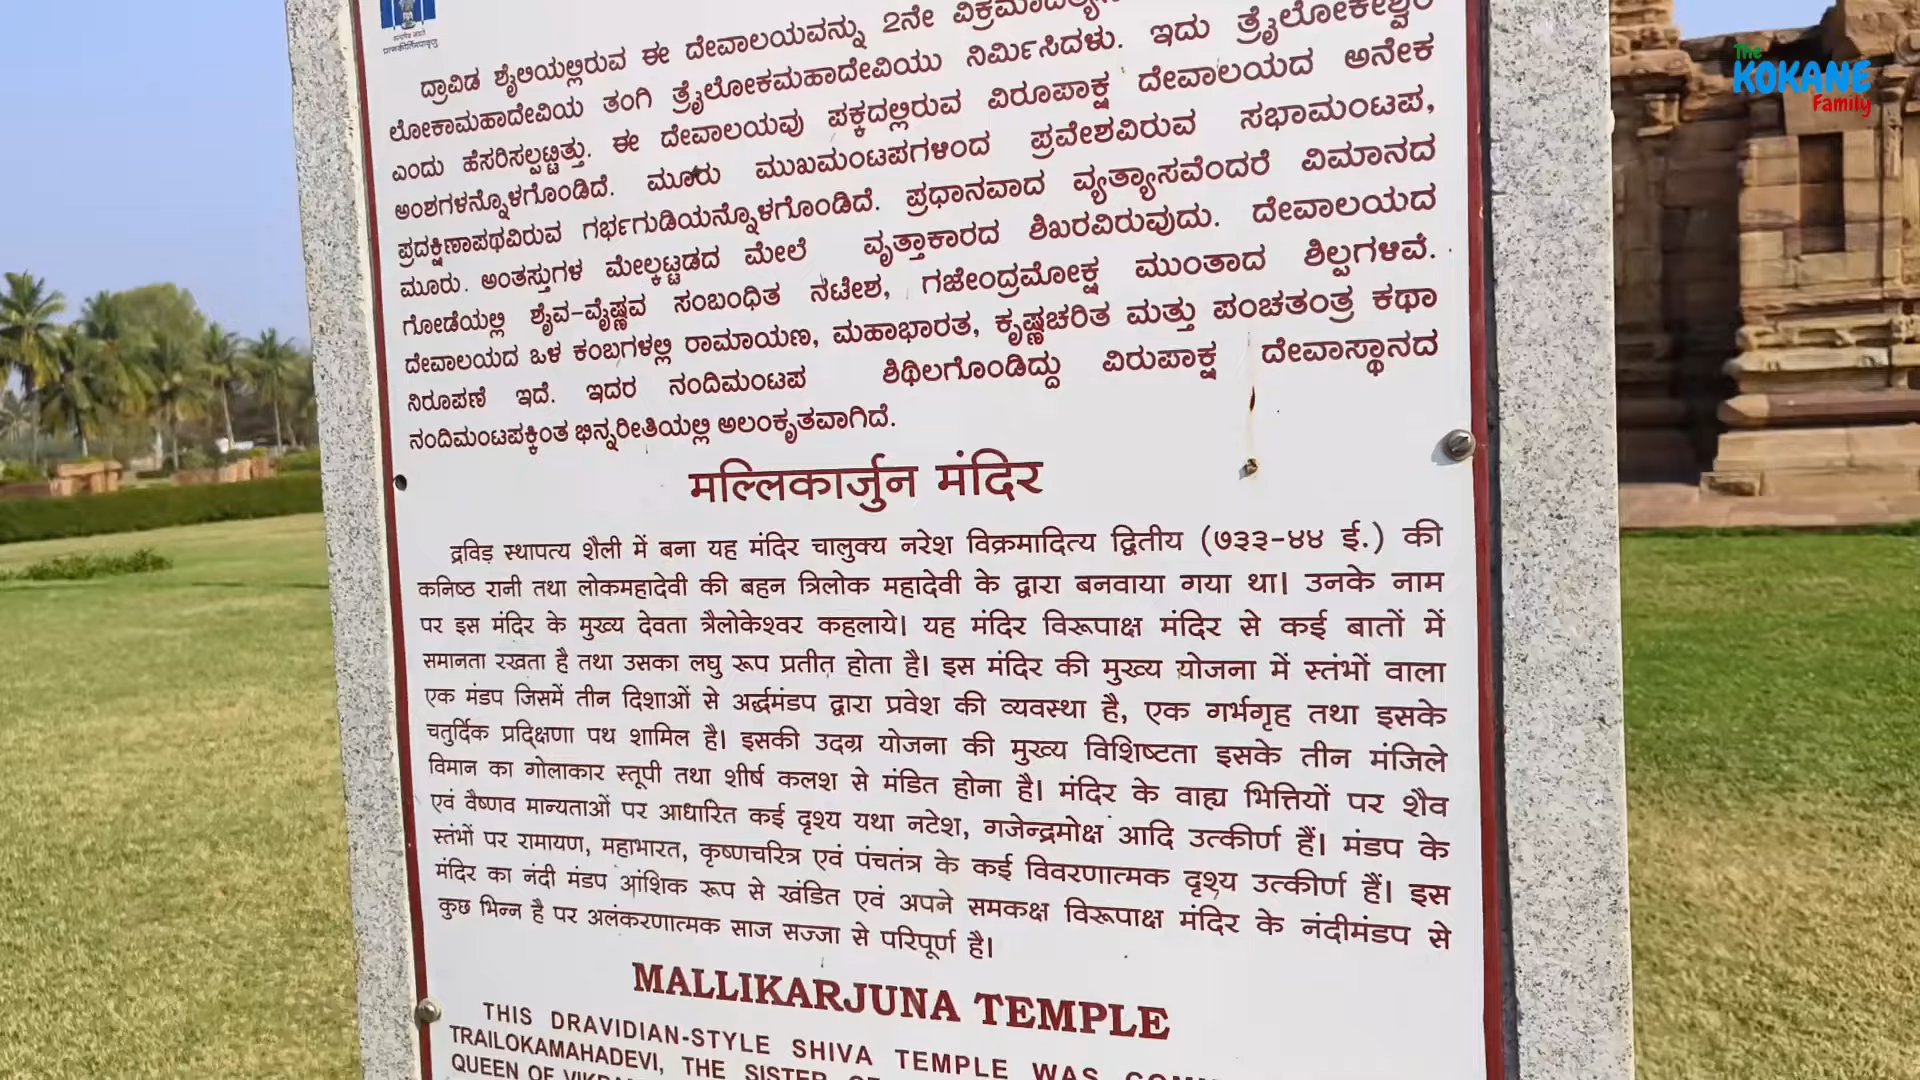 The
KOKANE
Family
ದ್ರಾವಿಡ ಶೈಲಿಯಲ್ಲಿರುವ ಈ ದೇವಾಲಯವನ್ನು 2ನೇ
ಲೋಕಾಮಹಾದೇವಿಯ ತಂಗಿ ತ್ರೈಲೋಕಮಹಾದೇವಿಯು ನಿರ್ಮಿಸಿದಳು. ಇದು ತ್ರೈಲೋಕೇಶ್ವರ
ಎಂದು ಹೆಸರಿಸಲ್ಪಟ್ಟಿತ್ತು. ಈ ದೇವಾಲಯವು ಪಕ್ಕದಲ್ಲಿರುವ ವಿರೂಪಾಕ್ಷ ದೇವಾಲಯದ ಅನೇಕ
ಅಂಶಗಳನ್ನೊಳಗೊಂಡಿದೆ. ಮೂರು ಮುಖಮಂಟಪಗಳಿಂದ ಪ್ರವೇಶವಿರುವ ಸಭಾಮಂಟಪ,
ಪ್ರದಕ್ಷಿಣಾಪಥವಿರುವ ಗರ್ಭಗುಡಿಯನ್ನೊಳಗೊಂಡಿದೆ. ಪ್ರಧಾನವಾದ ವ್ಯತ್ಯಾಸವೆಂದರೆ ವಿಮಾನದ
ಮೂರು. ಅಂತಸ್ತುಗಳ ಮೇಲ್ಕಟ್ಟಡದ ಮೇಲೆ ವೃತ್ತಾಕಾರದ ಶಿಖರವಿರುವುದು. ದೇವಾಲಯದ
ಗೋಡೆಯಲ್ಲಿ ಶೈವ-ವೈಷ್ಣವ ಸಂಬಂಧಿತ ನಟೇಶ, ಗಜೇಂದ್ರಮೋಕ್ಷ ಮುಂತಾದ ಶಿಲ್ಪಗಳಿವೆ.
ದೇವಾಲಯದ ಒಳ ಕಂಬಗಳಲ್ಲಿ ರಾಮಾಯಣ, ಮಹಾಭಾರತ, ಕೃಷ್ಣಚರಿತ ಮತ್ತು ಪಂಚತಂತ್ರ ಕಥಾ
ನಿರೂಪಣೆ ಇದೆ. ಇದರ ನಂದಿಮಂಟಪ ಶಿಥಿಲಗೊಂಡಿದ್ದು ವಿರುಪಾಕ್ಷ ದೇವಾಸ್ಥಾನದ
ನಂದಿಮಂಟಪಕ್ಕಿಂತ ಭಿನ್ನರೀತಿಯಲ್ಲಿ ಅಲಂಕೃತವಾಗಿದೆ.
मल्लिकार्जुन मंदिर
द्रविड़ स्थापत्य शैली में बना यह मंदिर चालुक्य नरेश विक्रमादित्य द्वितीय (७३३-४४ ई.) की
कनिष्ठ रानी तथा लोकमहादेवी की बहन त्रिलोक महादेवी के द्वारा बनवाया गया था। उनके नाम
पर इस मंदिर के मुख्य देवता त्रैलोकेश्वर कहलाये। यह मंदिर विरूपाक्ष मंदिर से कई बातों में
समानता रखता है तथा उसका लघु रूप प्रतीत होता है। इस मंदिर की मुख्य योजना में स्तंभों वाला
एक मंडप जिसमें तीन दिशाओं से अर्द्धमंडप द्वारा प्रवेश की व्यवस्था है, एक गर्भगृह तथा इसके
चतुर्दिक प्रदि्क्षणा पथ शामिल है। इसकी उदग्र योजना की मुख्य विशिष्टता इसके तीन मंजिले
विमान का गोलाकार स्तूपी तथा शीर्ष कलश से मंडित होना है। मंदिर के वाह्य भित्तियों पर शैव
एवं वैष्णव मान्यताओं पर आधारित कई दृश्य यथा नटेश, गजेन्द्रमोक्ष आदि उत्कीर्ण हैं। मंडप के
स्तंभों पर रामायण, महाभारत, कृष्णचरित्र एवं पंचतंत्र के कई विवरणात्मक दृश्य उत्कीर्ण हैं। इस
मंदिर का नंदी मंडप आंशिक रूप से खंडित एवं अपने समकक्ष विरूपाक्ष मंदिर के नंदीमंडप से
कुछ भिन्न है पर अलंकरणात्मक साज सज्जा से परिपूर्ण है।
MALLIKARJUNA TEMPLE
THIS DRAVIDIAN-STYLE SHIVA TEMPLE WAS
TRAILOKAMAHADEVI, THE SISTER
QUEEN OF